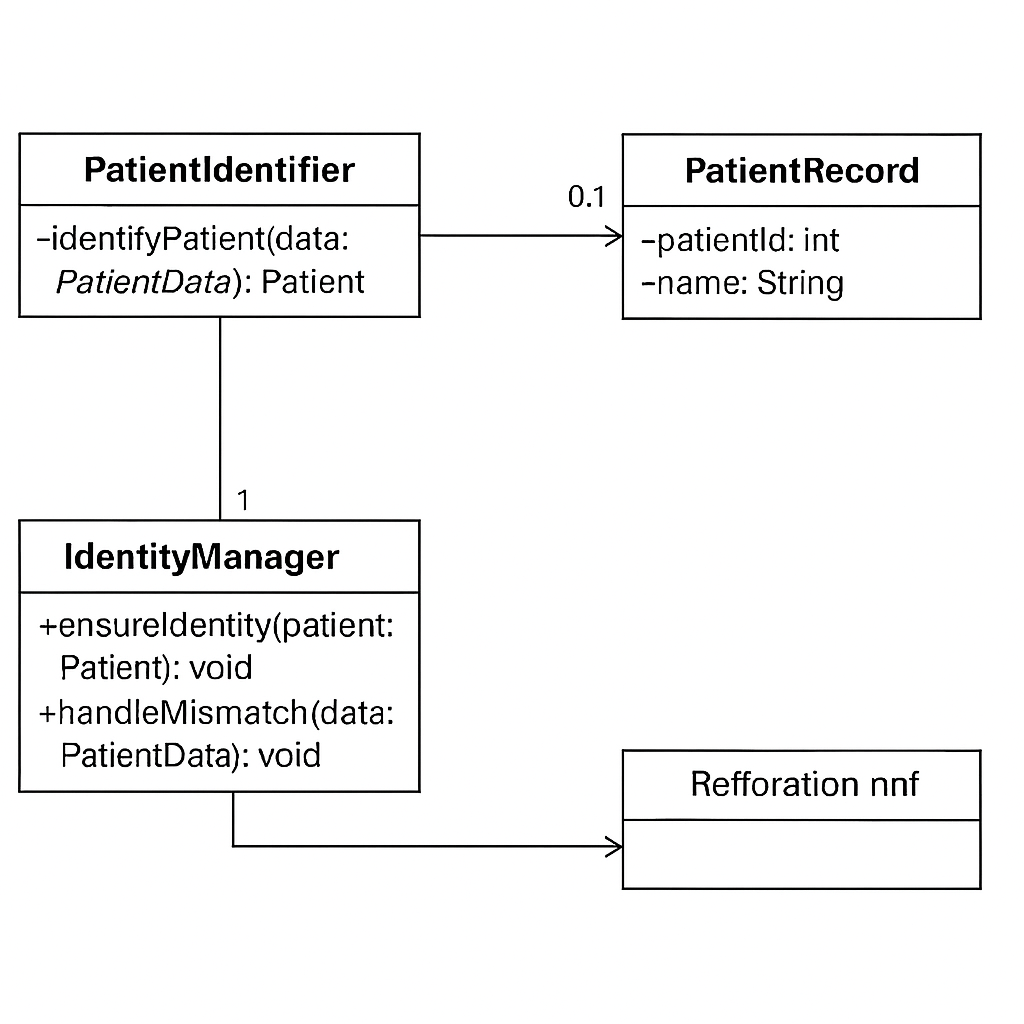 PatientIdentifier
–identifyPatient(data:
PatientData): Patient
0.1
PatientRecord
–patientId: int
–name: String
1
IdentityManager
+ensureIdentity(patient:
Patient): void
+handleMismatch(data:
PatientData): void
Refforation nnf